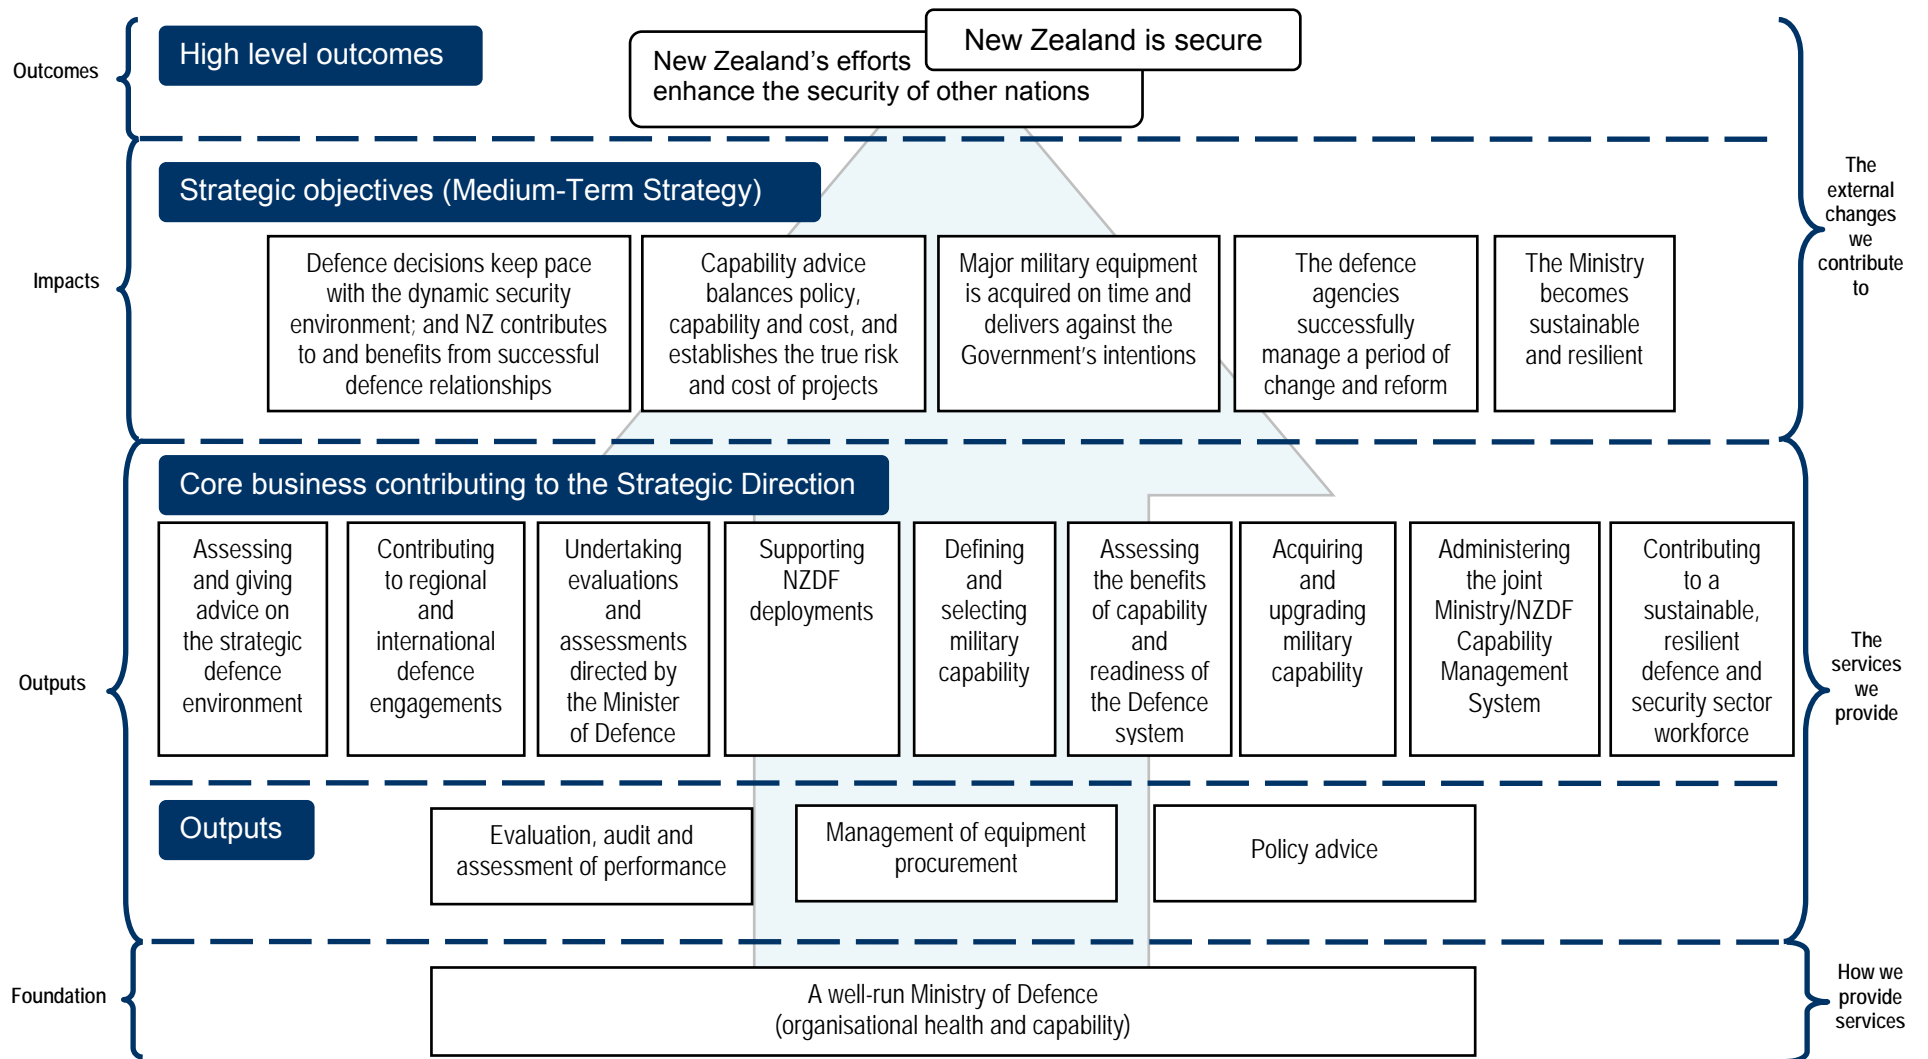 High level outcomes
New Zealand is secure
New Zealand’s efforts
enhance the security of other nations
Outcomes
Strategic objectives (Medium-Term Strategy)
The
external
changes
we
contribute
to
Impacts
Defence decisions keep pace
with the dynamic security
environment; and NZ contributes
to and benefits from successful
defence relationships
Capability advice
balances policy,
capability and cost, and
establishes the true risk
and cost of projects
Major military equipment
is acquired on time and
delivers against the
Government’s intentions
The defence
agencies
successfully
manage a period of
change and reform
The Ministry
becomes
sustainable
and resilient
Core business contributing to the Strategic Direction
Outputs
Assessing
and giving
advice on
the strategic
defence
environment
Contributing
to regional
and
international
defence
engagements
Undertaking
evaluations
and
assessments
directed by
the Minister
of Defence
Supporting
NZDF
deployments
Defining
and
selecting
military
capability
Assessing
the benefits
of capability
and
readiness of
the Defence
system
Acquiring
and
upgrading
military
capability
Administering
the joint
Ministry/NZDF
Capability
Management
System
Contributing
to a
sustainable,
resilient
defence and
security sector
workforce
The
services
we
provide
Outputs
Evaluation, audit and
assessment of performance
Management of equipment
procurement
Policy advice
Foundation
A well-run Ministry of Defence
(organisational health and capability)
How we
provide
services